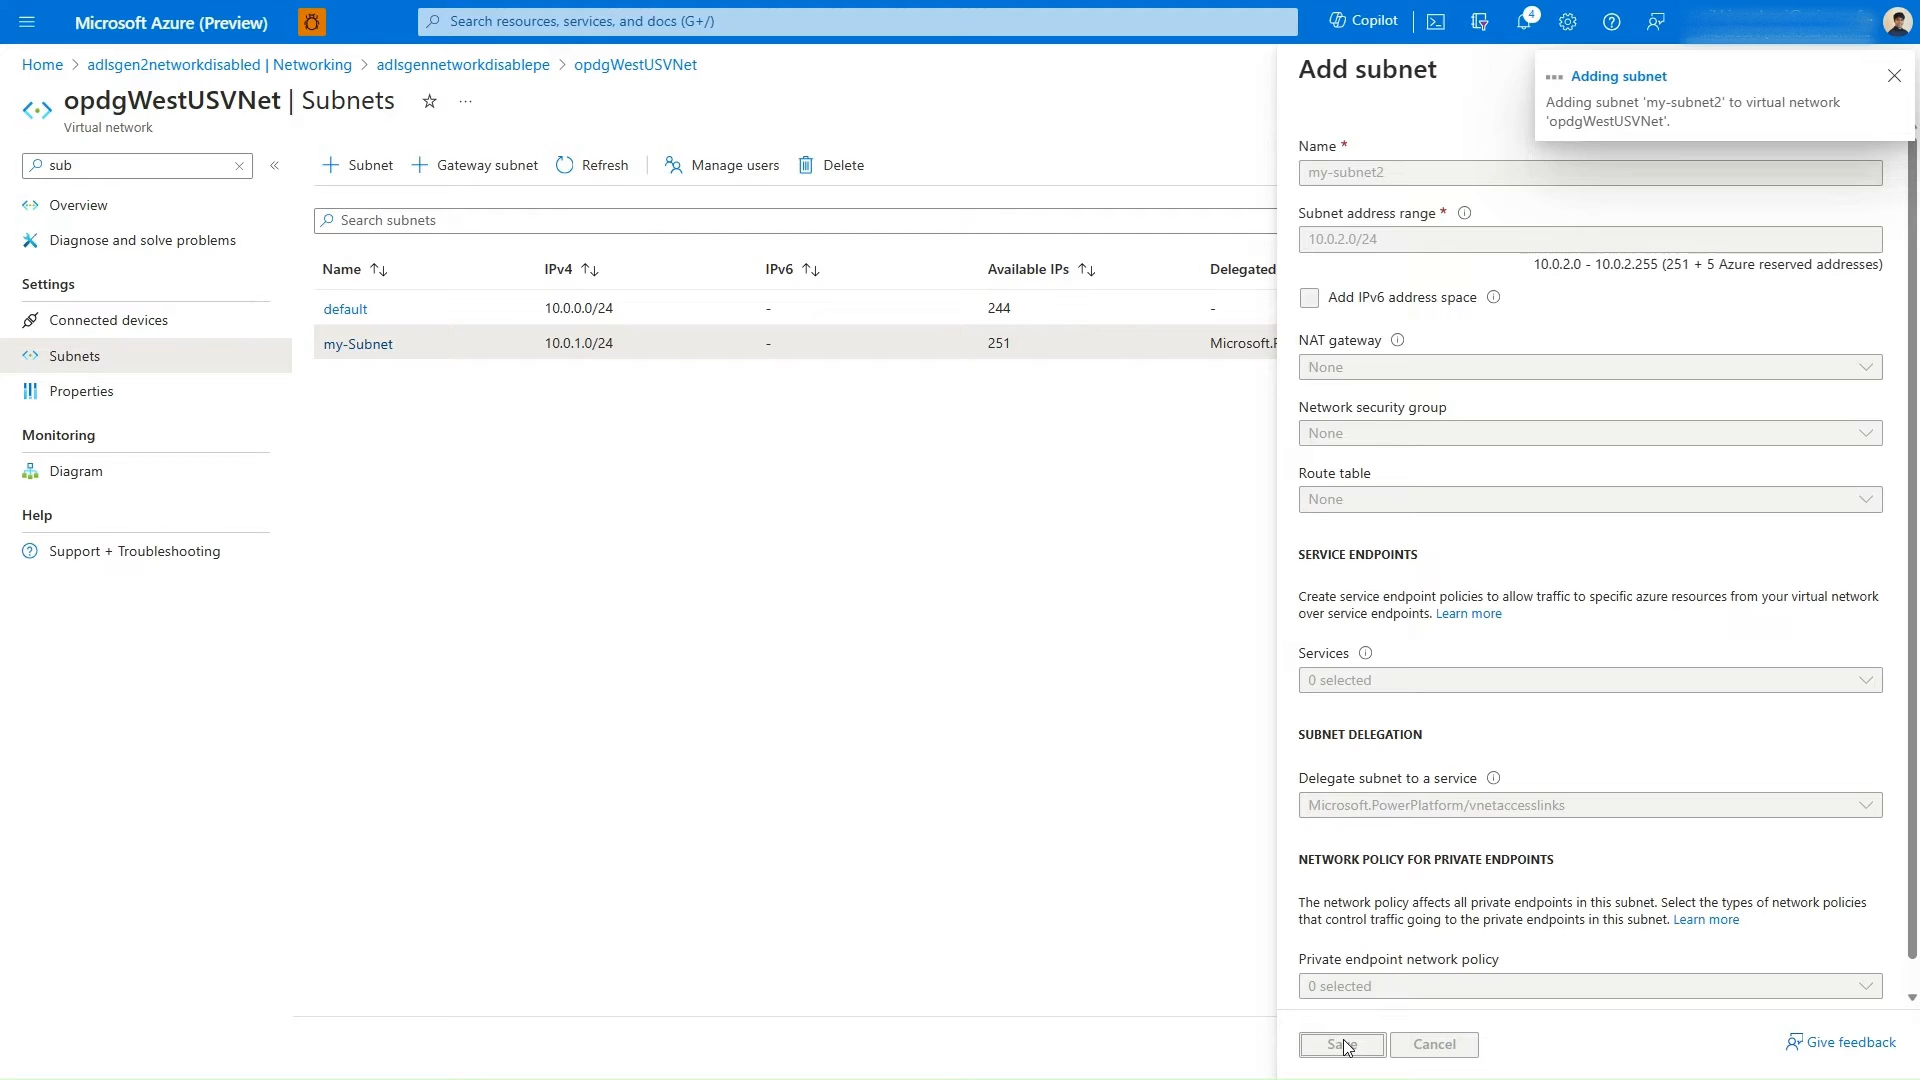 Microsoft Azure (Preview)
Search resources, services, and docs (G+/)
Copilot
4
Home > adlsgen2networkdisabled | Networking > adlsgennetworkdisablepe > opdgWestUSVNet
opdgWestUSVNet | Subnets
Virtual network
sub
Overview
Diagnose and solve problems
Settings
Connected devices
Subnets
Properties
Monitoring
Diagram
Help
Support + Troubleshooting
Subnet
Gateway subnet
Refresh
Manage users
Delete
Search subnets
Name IPv4 IPv6 Available IPs Delegated
default 10.0.0.0/24 - 244 -
my-Subnet 10.0.1.0/24 - 251 Microsoft.
Add subnet
Adding subnet
Adding subnet 'my-subnet2' to virtual network
'opdgWestUSVNet'.
Name *
my-subnet2
Subnet address range *
10.0.2.0/24
10.0.2.0 - 10.0.2.255 (251 + 5 Azure reserved addresses)
Add IPv6 address space
NAT gateway
None
Network security group
None
Route table
None
SERVICE ENDPOINTS
Create service endpoint policies to allow traffic to specific azure resources from your virtual network
over service endpoints. Learn more
Services
0 selected
SUBNET DELEGATION
Delegate subnet to a service
Microsoft.PowerPlatform/vnetaccesslinks
NETWORK POLICY FOR PRIVATE ENDPOINTS
The network policy affects all private endpoints in this subnet. Select the types of network policies
that control traffic going to the private endpoints in this subnet. Learn more
Private endpoint network policy
0 selected
Save
Cancel
Give feedback